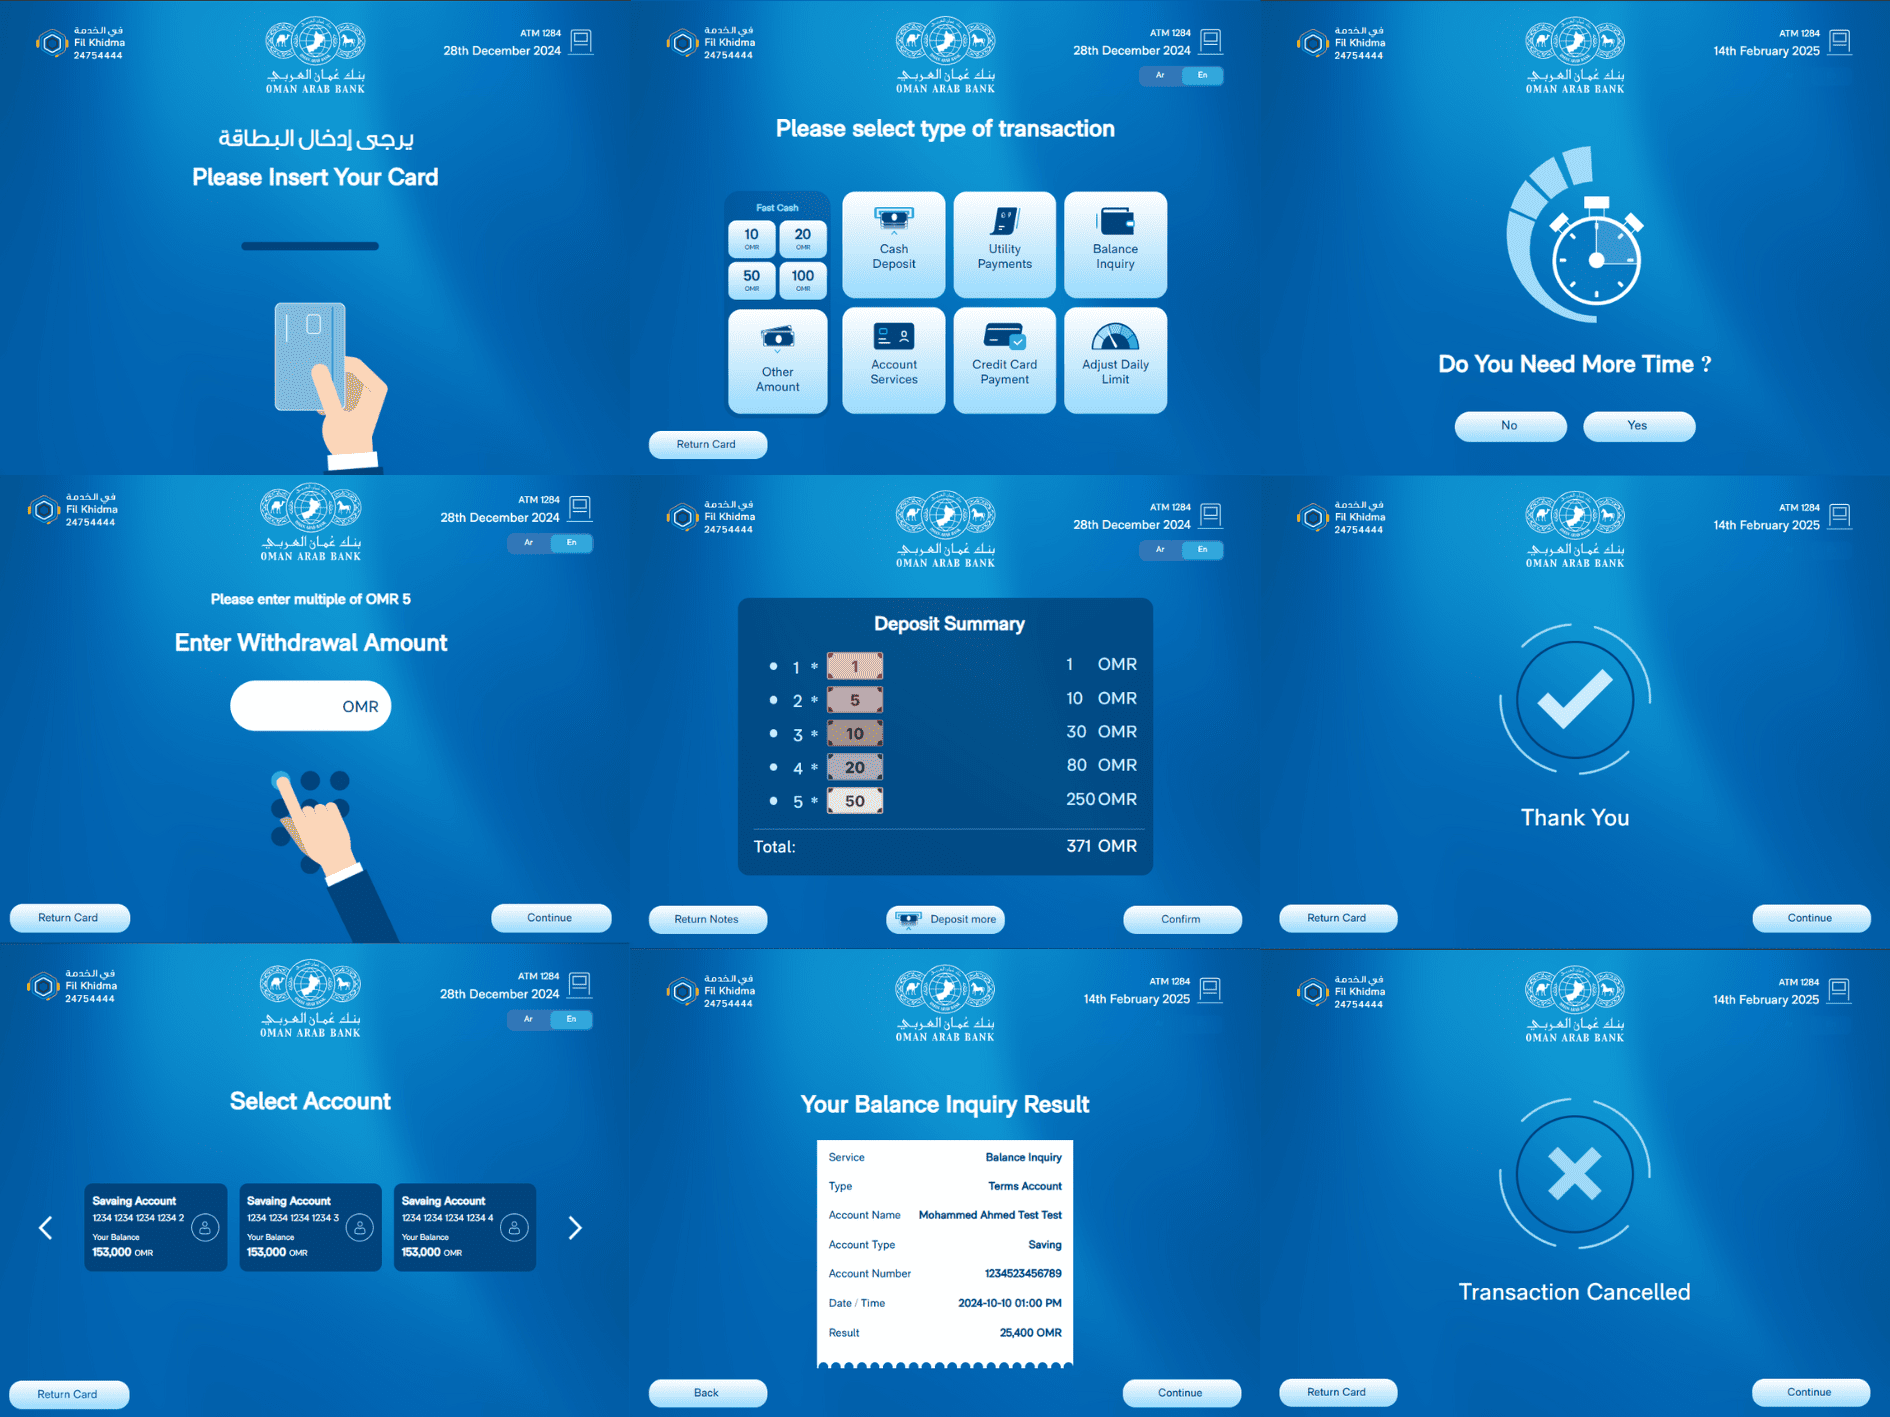 في الخدمة
Fil Khidma
24754444
بنك عُمان العربي
OMAN ARAB BANK
ATM 1284
28th December 2024
يرجى إدخال البطاقة
Please Insert Your Card
في الخدمة
Fil Khidma
24754444
بنك عُمان العربي
OMAN ARAB BANK
ATM 1284
28th December 2024
Ar En
Please select type of transaction
Fast Cash
10 20
OMR OMR
50 100
OMR OMR
Other
Amount
Cash
Deposit
Utility
Payments
Balance
Inquiry
Account
Services
Credit Card
Payment
Adjust Daily
Limit
Return Card
في الخدمة
Fil Khidma
24754444
بنك عُمان العربي
OMAN ARAB BANK
ATM 1284
14th February 2025
Do You Need More Time ?
No Yes
في الخدمة
Fil Khidma
24754444
بنك عُمان العربي
OMAN ARAB BANK
ATM 1284
28th December 2024
Ar En
Please enter multiple of OMR 5
Enter Withdrawal Amount
OMR
Return Card Continue
في الخدمة
Fil Khidma
24754444
بنك عُمان العربي
OMAN ARAB BANK
ATM 1284
28th December 2024
Ar En
Deposit Summary
• 1 * 1 1 OMR
• 2 * 5 10 OMR
• 3 * 10 30 OMR
• 4 * 20 80 OMR
• 5 * 50 250 OMR
Total: 371 OMR
Return Notes Deposit more Confirm
في الخدمة
Fil Khidma
24754444
بنك عُمان العربي
OMAN ARAB BANK
ATM 1284
14th February 2025
Thank You
Return Card Continue
في الخدمة
Fil Khidma
24754444
بنك عُمان العربي
OMAN ARAB BANK
ATM 1284
28th December 2024
Ar En
Select Account
Savaing Account
1234 1234 1234 1234 2
Your Balance
153,000 OMR
Savaing Account
1234 1234 1234 1234 3
Your Balance
153,000 OMR
Savaing Account
1234 1234 1234 1234 4
Your Balance
153,000 OMR
Return Card
في الخدمة
Fil Khidma
24754444
بنك عُمان العربي
OMAN ARAB BANK
ATM 1284
14th February 2025
Your Balance Inquiry Result
Service Balance Inquiry
Type Terms Account
Account Name Mohammed Ahmed Test Test
Account Type Saving
Account Number 1234523456789
Date / Time 2024-10-10 01:00 PM
Result 25,400 OMR
Back Continue
في الخدمة
Fil Khidma
24754444
بنك عُمان العربي
OMAN ARAB BANK
ATM 1284
14th February 2025
Transaction Cancelled
Return Card Continue